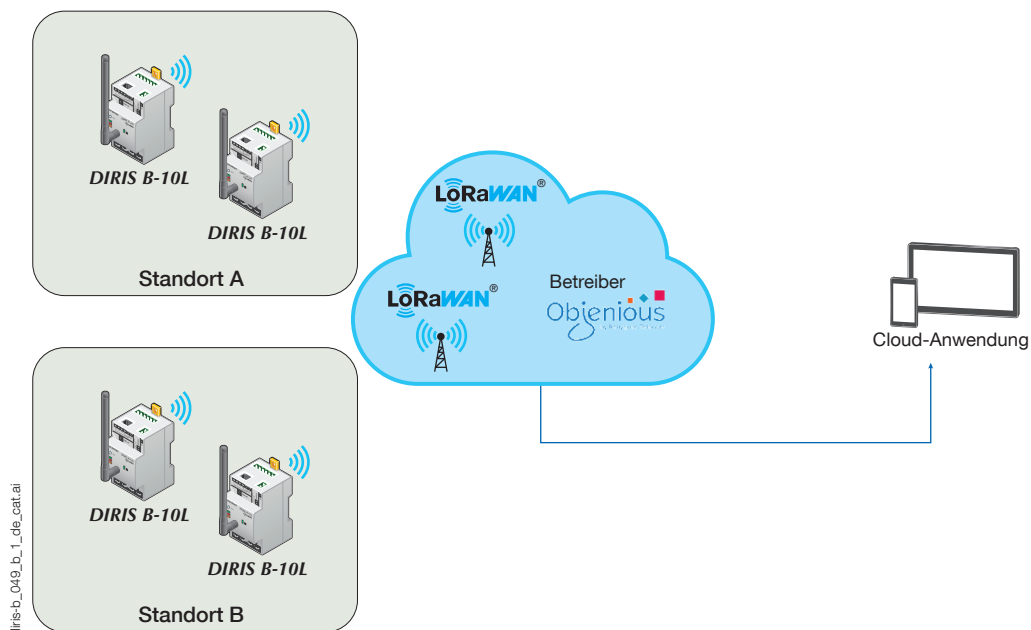 DIRIS B-10L
DIRIS B-10L
Standort A
LoRaWAN®
LoRaWAN®
Betreiber
Objenious
Cloud-Anwendung
DIRIS B-10L
DIRIS B-10L
Standort B
diris-b_049_b_1_de_cat.ai